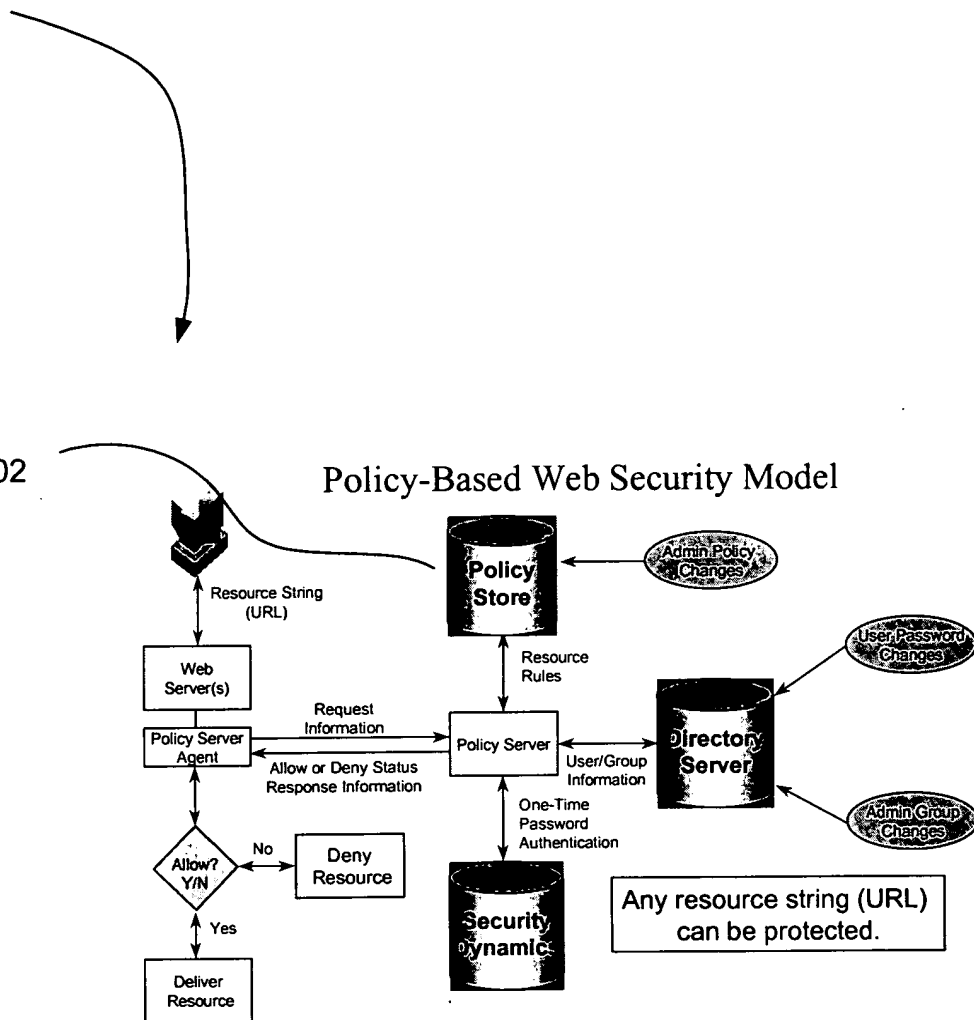 02
Policy-Based Web Security Model
Resource String
(URL)
Policy
Store
Admin Policy
Changes
User Password
Changes
Web
Server(s)
Resource
Rules
Request
Information
Policy Server
Agent
Policy Server
Directory
Server
Allow or Deny Status
Response Information
User/Group
Information
One-Time
Password
Authentication
Admin Group
Changes
Allow?
Y/N
No
Deny
Resource
Yes
Security
Dynamic
Any resource string (URL)
can be protected.
Deliver
Resource